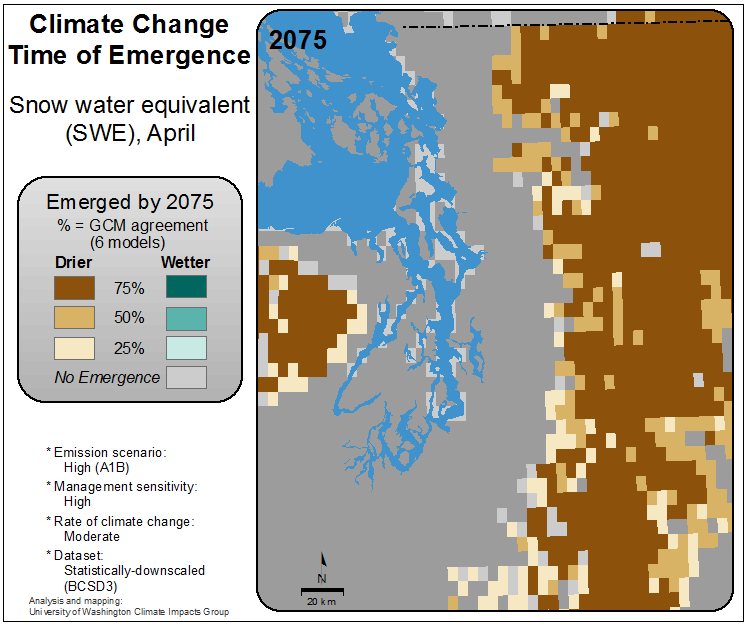 Climate Change
Time of Emergence
Snow water equivalent
(SWE), April
Emerged by 2075
% = GCM agreement
(6 models)
Drier Wetter
75%
50%
25%
No Emergence
* Emission scenario:
High (A1B)
* Management sensitivity:
High
* Rate of climate change:
Moderate
* Dataset:
Statistically-downscaled
(BCSD3)
Analysis and mapping:
University of Washington Climate Impacts Group
2075
N
20 km